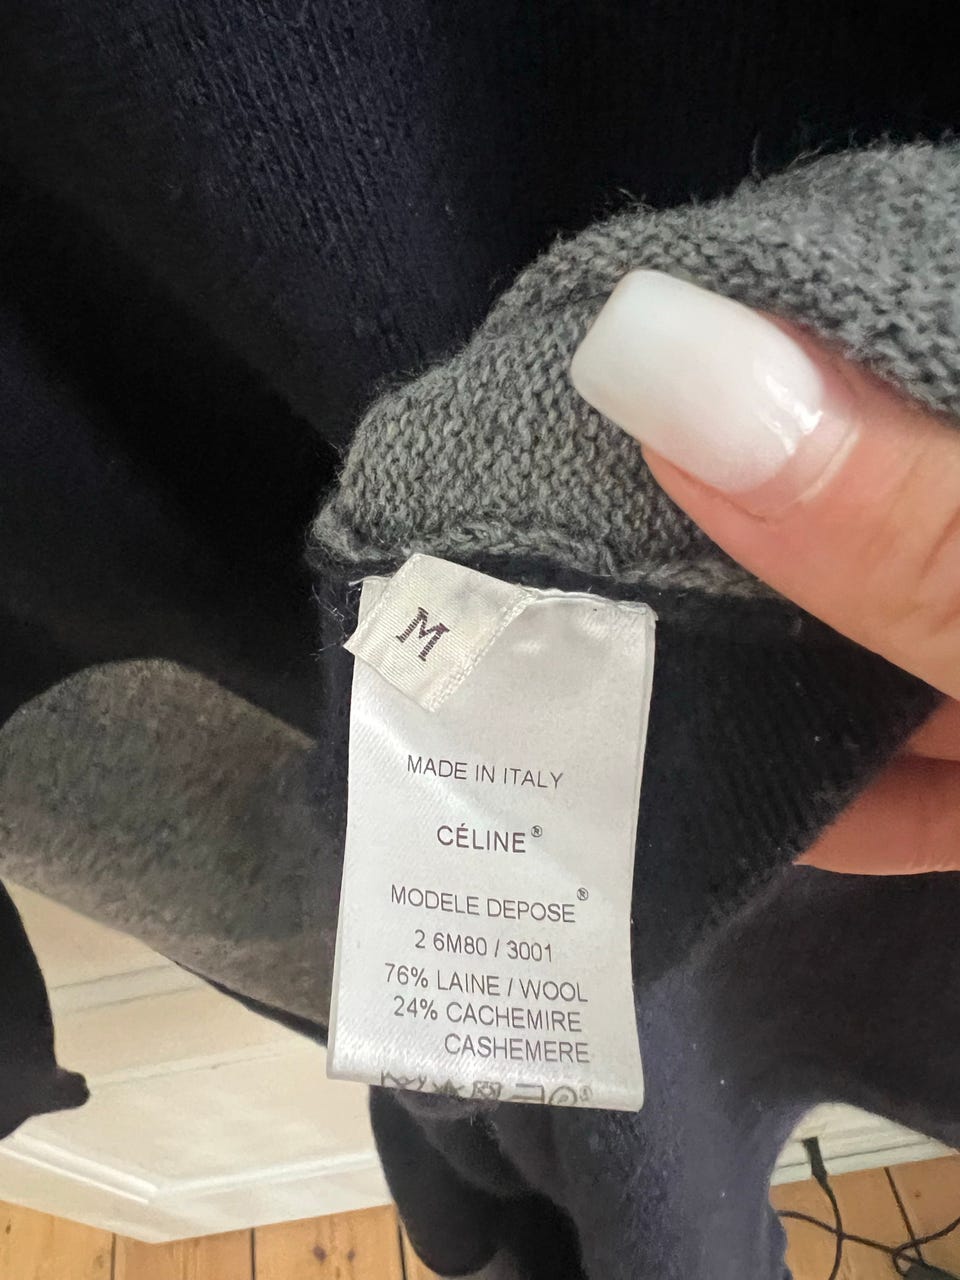 M
MADE IN ITALY
CÉLINE®
MODELE DEPOSE®
2 6M80 / 3001
76% LAINE / WOOL
24% CACHEMIRE
CASHEMERE